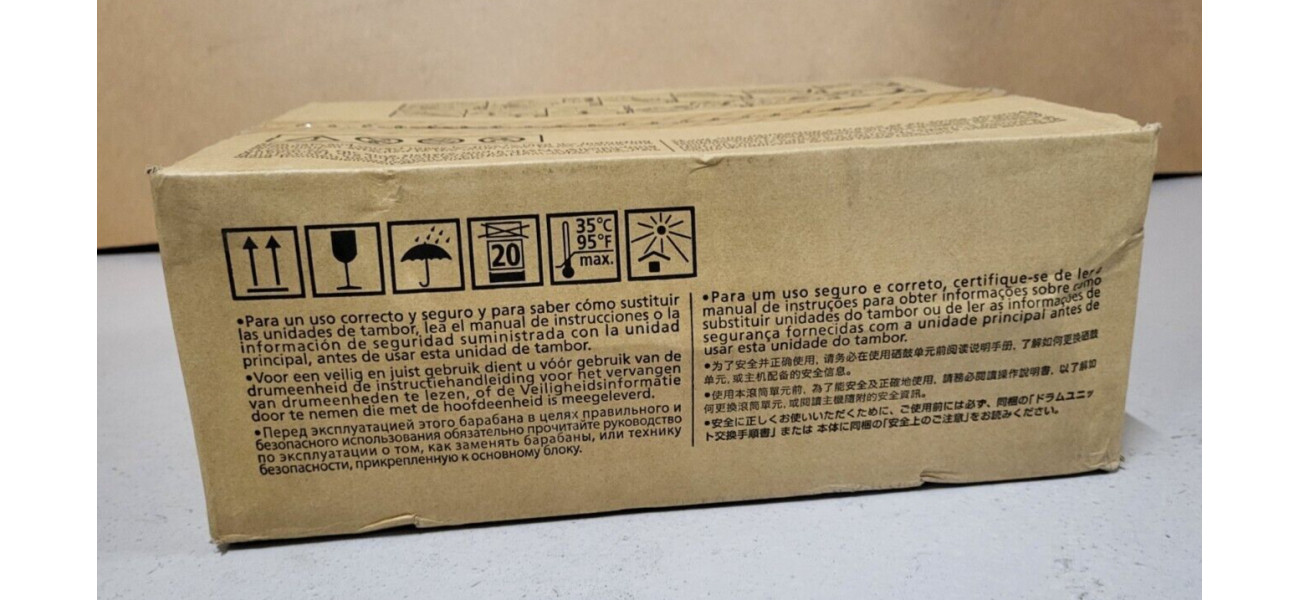 20
35°C
95°F
max.
•Para un uso correcto y seguro y para saber cómo sustituir
las unidades de tambor, lea el manual de instrucciones o la
información de seguridad suministrada con la unidad
principal, antes de usar esta unidad de tambor.
•Voor een veilig en juist gebruik dient u vóór gebruik van de
drumeenheid de instructiehandleiding voor het vervangen
van drumeenheden te lezen, of de Veiligheidsinformatie
door te nemen die met de hoofdeenheid is meegeleverd.
•Перед эксплуатацией этого барабана в целях правильного и
безопасного использования обязательно прочитайте руководство
по эксплуатации о том, как заменять барабаны, или технику
безопасности, прикрепленную к основному блоку.
•Para um uso seguro e correto, certifique-se de ler
manual de instruções para obter informações sobre como
substituir unidades do tambor ou de ler as informações de
segurança fornecidas com a unidade principal antes de
usar esta unidade do tambor.
•为了安全并正确使用，请务必在使用硒鼓单元前阅读说明手册，了解如何更换硒鼓
单元，或主机配备的安全信息。
•使用本滾筒單元前，為了能安全及正確地使用，請務必閱讀操作說明書，以了解如
何更換滾筒單元，或閱讀主機隨附的安全資訊。
•安全に正しくお使いいただくために、ご使用前には必ず、同梱の「ドラムユニッ
ト交換手順書」または 本体に同梱の「安全上のご注意」をお読みください。